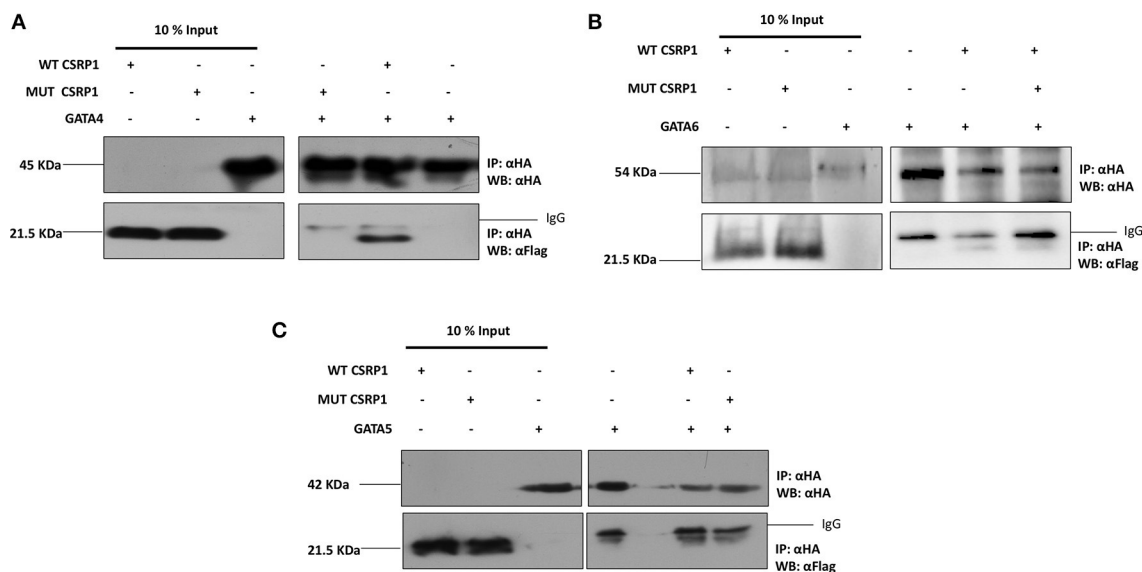 A
10 % Input
WT CSRP1 + - - - + -
MUT CSRP1 - + - + - -
GATA4 - - + + + +
45 KDa
IP: αHA
WB: αHA
21.5 KDa
IgG
IP: αHA
WB: αFlag
B
10 % Input
WT CSRP1 + - - - + +
MUT CSRP1 - + - - - +
GATA6 - - + + + +
54 KDa
IP: αHA
WB: αHA
21.5 KDa
IgG
IP: αHA
WB: αFlag
C
10 % Input
WT CSRP1 + - - - + -
MUT CSRP1 - + - - - +
GATA5 - - + + + +
42 KDa
IP: αHA
WB: αHA
21.5 KDa
IgG
IP: αHA
WB: αFlag